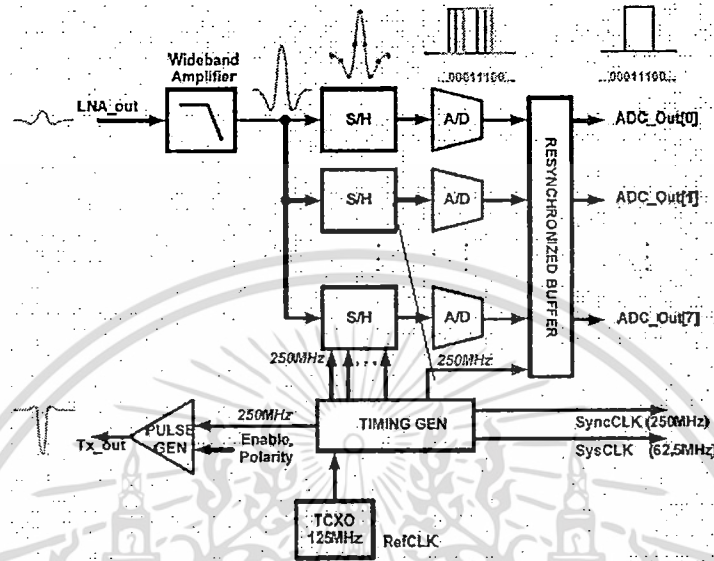 Wideband
Amplifier
LNA_out
S/H
A/D
..00011100...
..00011100...
ADC_Out[0]
S/H
A/D
ADC_Out[1]
S/H
A/D
ADC_Out[7]
RESYNCHRONIZED BUFFER
250MHz
250MHz
250MHz
TIMING GEN
SyncCLK (250MHz)
SysCLK (62,5MHz)
PULSE
GEN
Tx_out
Enable,
Polarity
TCXO
125MHz
RefCLK